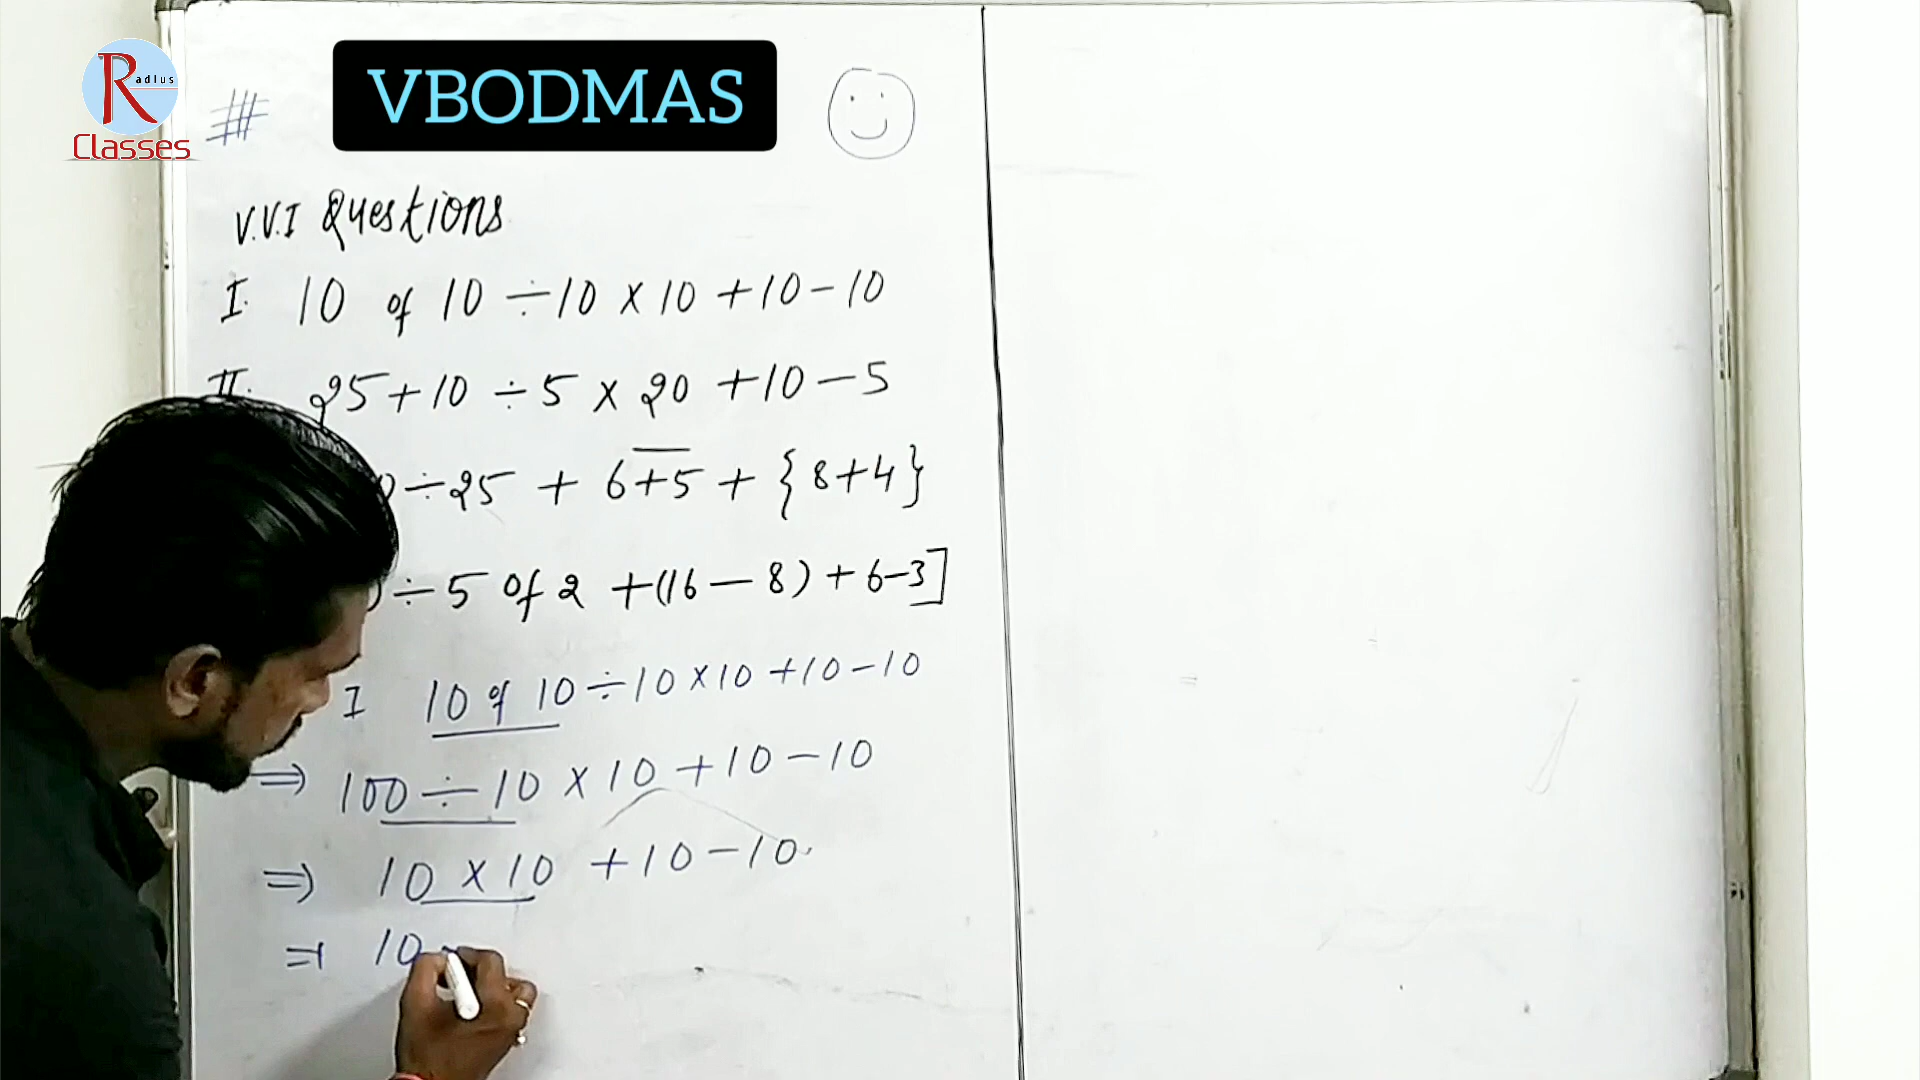 Radius
Classes
VBODMAS
V.V.I Questions
I. 10 of 10 ÷ 10 × 10 + 10 - 10
II. 25 + 10 ÷ 5 × 20 + 10 - 5
÷ 25 + 6+5 + {8+4}
÷ 5 of 2 + (16 - 8) + 6-3]
I 10 of 10 ÷ 10 × 10 + 10 - 10
⇒ 100 ÷ 10 × 10 + 10 - 10
⇒ 10 × 10 + 10 - 10.
⇒ 10